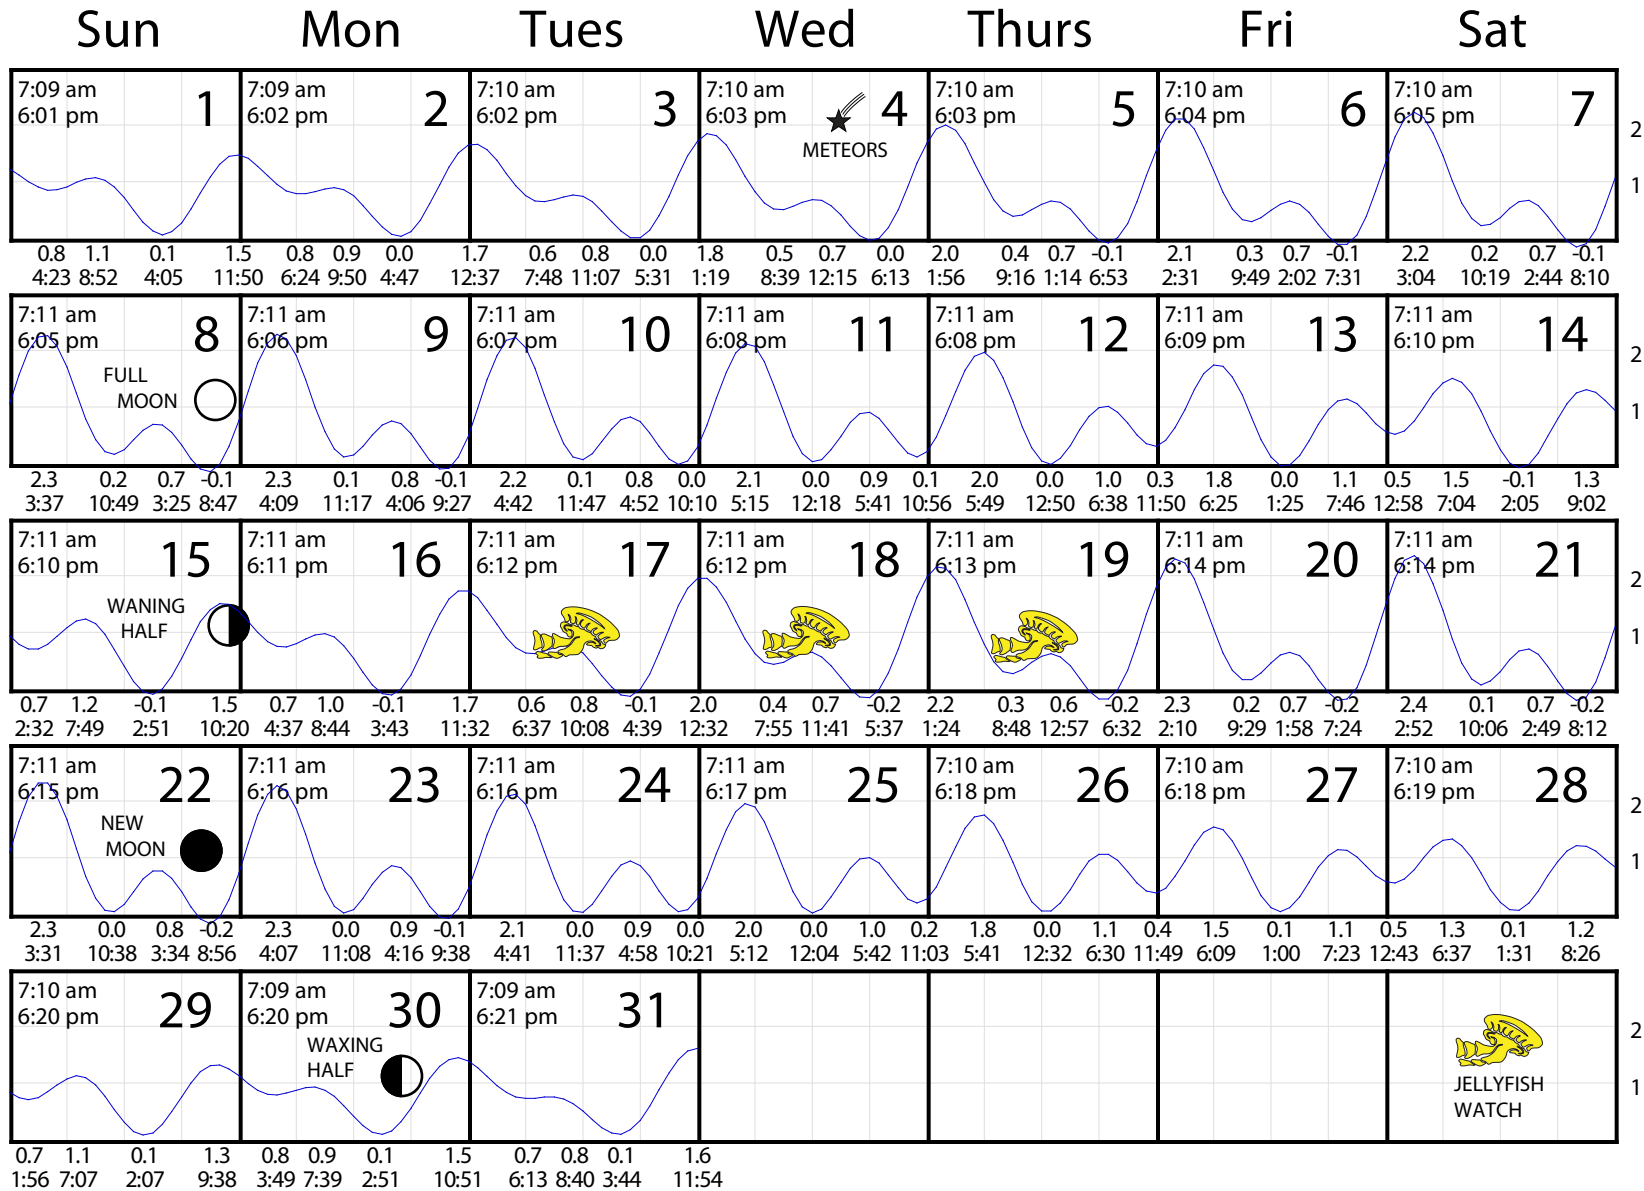 Sun Mon Tues Wed Thurs Fri Sat
7:09 am 7:09 am 7:10 am 7:10 am 7:10 am 7:10 am 7:10 am
6:01 pm 6:02 pm 6:02 pm 6:03 pm 6:03 pm 6:04 pm 6:05 pm
1 2 3 4 5 6 7
2
METEORS
1
0.8 1.1 0.1 1.5 0.8 0.9 0.0 1.7 0.6 0.8 0.0 1.8 0.5 0.7 0.0 2.0 0.4 0.7 -0.1 2.1 0.3 0.7 -0.1 2.2 0.2 0.7 -0.1
4:23 8:52 4:05 11:50 6:24 9:50 4:47 12:37 7:48 11:07 5:31 1:19 8:39 12:15 6:13 1:56 9:16 1:14 6:53 2:31 9:49 2:02 7:31 3:04 10:19 2:44 8:10
7:11 am 7:11 am 7:11 am 7:11 am 7:11 am 7:11 am 7:11 am
6:05 pm 6:06 pm 6:07 pm 6:08 pm 6:08 pm 6:09 pm 6:10 pm
8 9 10 11 12 13 14
2
FULL
MOON
1
2.3 0.2 0.7 -0.1 2.3 0.1 0.8 -0.1 2.2 0.1 0.8 0.0 2.1 0.0 0.9 0.1 2.0 0.0 1.0 0.3 1.8 0.0 1.1 0.5 1.5 -0.1 1.3
3:37 10:49 3:25 8:47 4:09 11:17 4:06 9:27 4:42 11:47 4:52 10:10 5:15 12:18 5:41 10:56 5:49 12:50 6:38 11:50 6:25 1:25 7:46 12:58 7:04 2:05 9:02
7:11 am 7:11 am 7:11 am 7:11 am 7:11 am 7:11 am 7:11 am
6:10 pm 6:11 pm 6:12 pm 6:12 pm 6:13 pm 6:14 pm 6:14 pm
15 16 17 18 19 20 21
2
WANING
HALF
1
0.7 1.2 -0.1 1.5 0.7 1.0 -0.1 1.7 0.6 0.8 -0.1 2.0 0.4 0.7 -0.2 2.2 0.3 0.6 -0.2 2.3 0.2 0.7 -0.2 2.4 0.1 0.7 -0.2
2:32 7:49 2:51 10:20 4:37 8:44 3:43 11:32 6:37 10:08 4:39 12:32 7:55 11:41 5:37 1:24 8:48 12:57 6:32 2:10 9:29 1:58 7:24 2:52 10:06 2:49 8:12
7:11 am 7:11 am 7:11 am 7:11 am 7:10 am 7:10 am 7:10 am
6:15 pm 6:16 pm 6:16 pm 6:17 pm 6:18 pm 6:18 pm 6:19 pm
22 23 24 25 26 27 28
2
NEW
MOON
1
2.3 0.0 0.8 -0.2 2.3 0.0 0.9 -0.1 2.1 0.0 0.9 0.0 2.0 0.0 1.0 0.2 1.8 0.0 1.1 0.4 1.5 0.1 1.1 0.5 1.3 0.1 1.2
3:31 10:38 3:34 8:56 4:07 11:08 4:16 9:38 4:41 11:37 4:58 10:21 5:12 12:04 5:42 11:03 5:41 12:32 6:30 11:49 6:09 1:00 7:23 12:43 6:37 1:31 8:26
7:10 am 7:09 am 7:09 am
6:20 pm 6:20 pm 6:21 pm
29 30 31
2
WAXING
HALF
JELLYFISH
WATCH
1
0.7 1.1 0.1 1.3 0.8 0.9 0.1 1.5 0.7 0.8 0.1 1.6
1:56 7:07 2:07 9:38 3:49 7:39 2:51 10:51 6:13 8:40 3:44 11:54